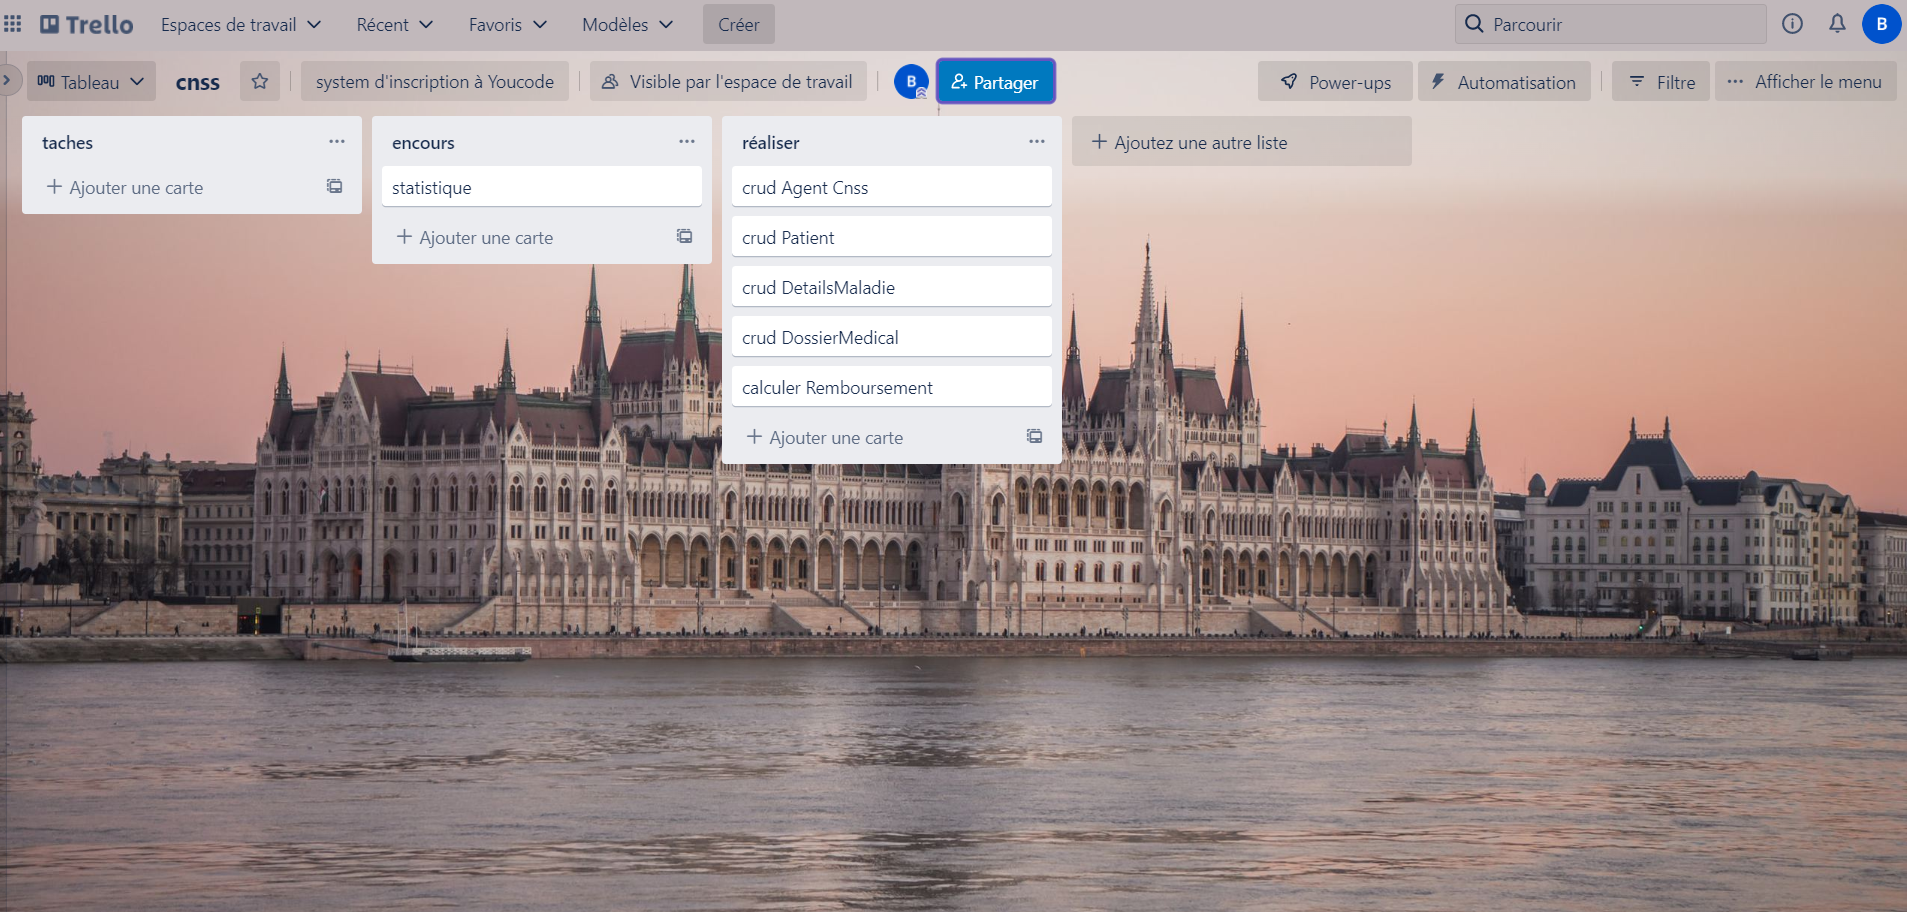 Trello Espaces de travail Récent Favoris Modèles Créer Parcourir B
Tableau cnss system d'inscription à Youcode Visible par l'espace de travail B Partager Power-ups Automatisation Filtre Afficher le menu
taches
Ajouter une carte
encours
statistique
Ajouter une carte
réaliser
crud Agent Cnss
crud Patient
crud DetailsMaladie
crud DossierMedical
calculer Remboursement
Ajouter une carte
Ajoutez une autre liste